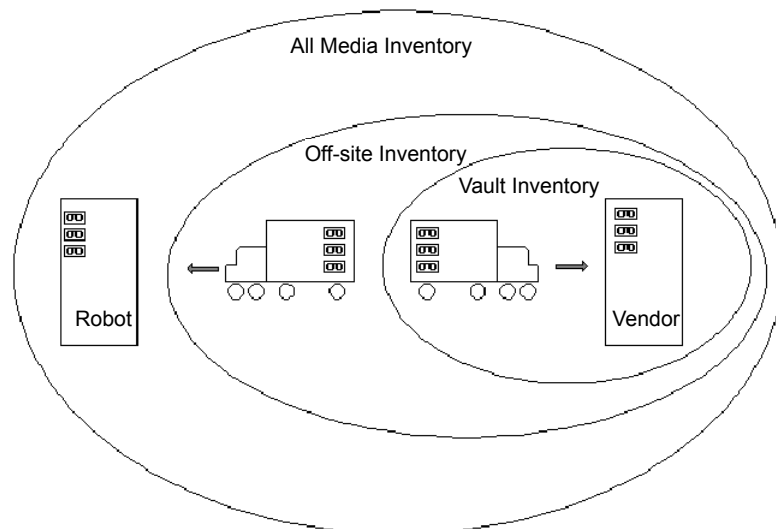 All Media Inventory
Off-site Inventory
Vault Inventory
Robot
Vendor